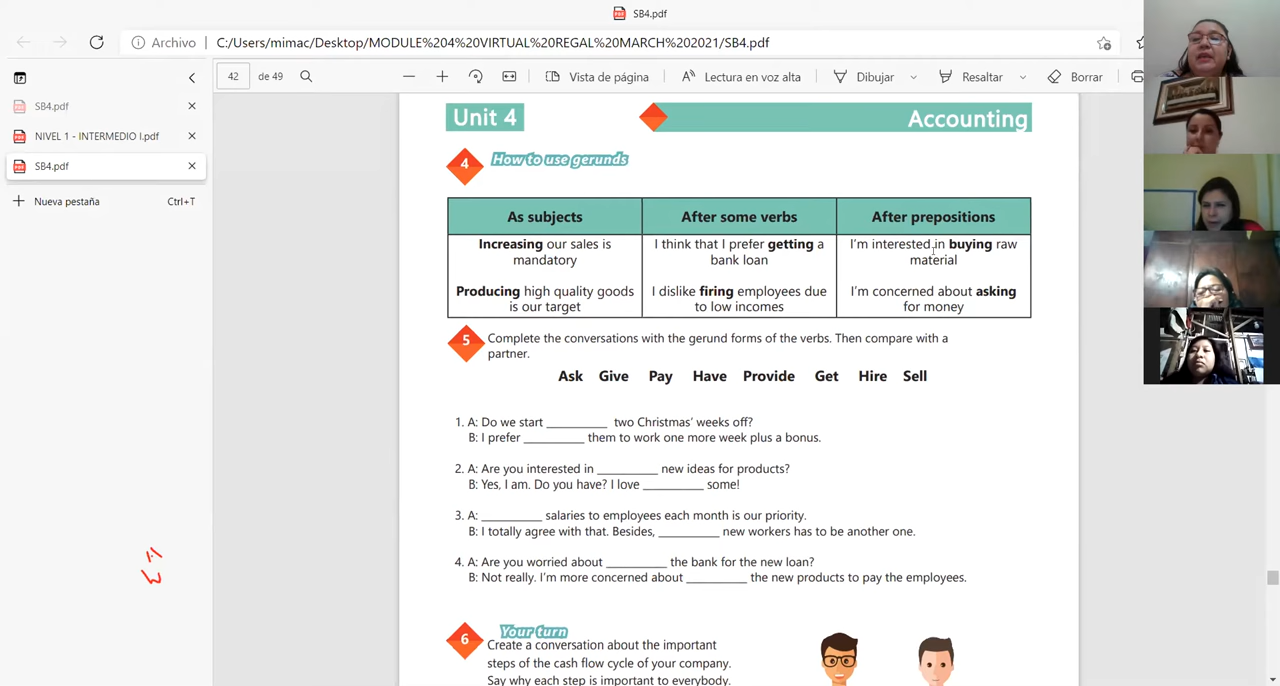 SB4.pdf
Archivo
C:/Users/mimac/Desktop/MODULE%204%20VIRTUAL%20REGAL%20MARCH%202021/SB4.pdf
42 de 49
Vista de página
Lectura en voz alta
Dibujar
Resaltar
Borrar
SB4.pdf
NIVEL 1 - INTERMEDIO I.pdf
SB4.pdf
Nueva pestaña Ctrl+T
Unit 4
Accounting
4 How to use gerunds
As subjects
Increasing our sales is
mandatory
Producing high quality goods
is our target
After some verbs
I think that I prefer getting a
bank loan
I dislike firing employees due
to low incomes
After prepositions
I'm interested in buying raw
material
I'm concerned about asking
for money
5 Complete the conversations with the gerund forms of the verbs. Then compare with a
partner.
Ask Give Pay Have Provide Get Hire Sell
1. A: Do we start __________ two Christmas' weeks off?
B: I prefer __________ them to work one more week plus a bonus.
2. A: Are you interested in __________ new ideas for products?
B: Yes, I am. Do you have? I love __________ some!
3. A: __________ salaries to employees each month is our priority.
B: I totally agree with that. Besides, __________ new workers has to be another one.
4. A: Are you worried about __________ the bank for the new loan?
B: Not really. I'm more concerned about __________ the new products to pay the employees.
6 Your turn
Create a conversation about the important
steps of the cash flow cycle of your company.
Say why each step is important to everybody.